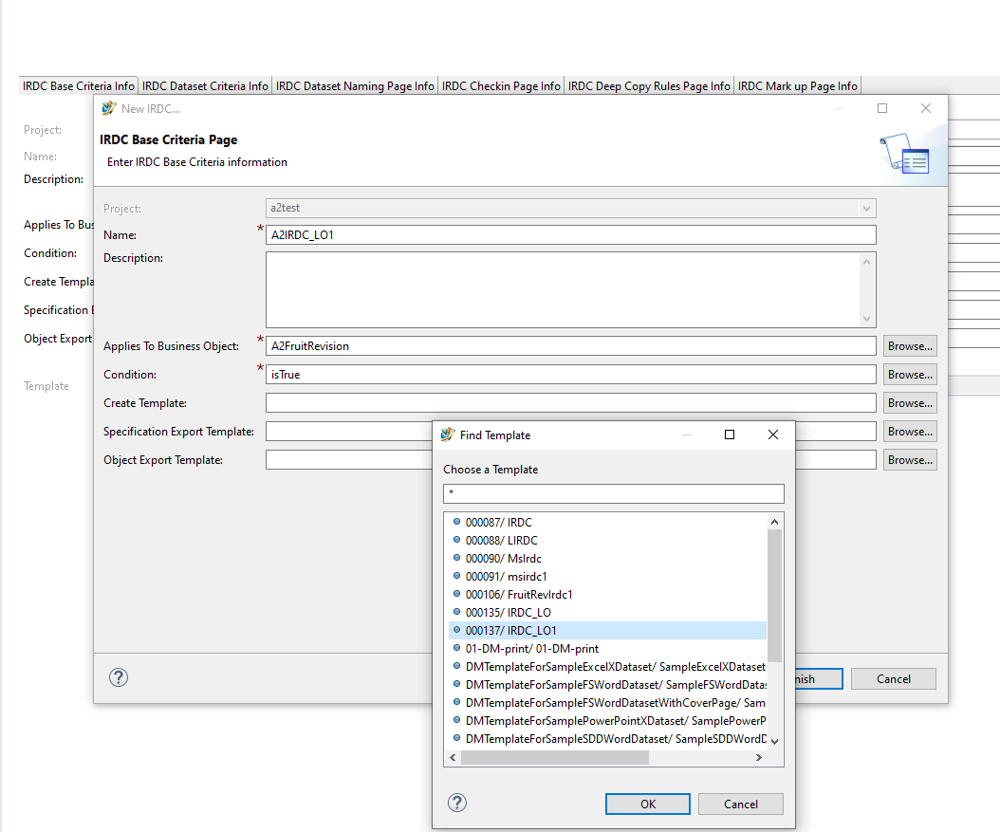 IRDC Base Criteria Info IRDC Dataset Criteria Info IRDC Dataset Naming Page Info IRDC Checkin Page Info IRDC Deep Copy Rules Page Info IRDC Mark up Page Info
New IRDC...
IRDC Base Criteria Page
Enter IRDC Base Criteria information
Project:
Name:
Description:
Applies To Bus
Condition:
Create Templa
Specification E
Object Export
Template
Project: a2test
Name: * A2IRDC_LO1
Description:
Applies To Business Object: * A2FruitRevision Browse...
Condition: * isTrue Browse...
Create Template: Browse...
Specification Export Template: Browse...
Object Export Template: Browse...
Find Template
Choose a Template
*
000087/ IRDC
000088/ LIRDC
000090/ MsIrdc
000091/ msirdc1
000106/ FruitRevIrdc1
000135/ IRDC_LO
000137/ IRDC_LO1
01-DM-print/ 01-DM-print
DMTemplateForSampleExcelXDataset/ SampleExcelXDataset
DMTemplateForSampleFSWordDataset/ SampleFSWordDatas
DMTemplateForSampleFSWordDatasetWithCoverPage/ Sam
DMTemplateForSamplePowerPointXDataset/ SamplePowerP
DMTemplateForSampleSDDWordDataset/ SampleSDDWordD
? nish Cancel
? OK Cancel